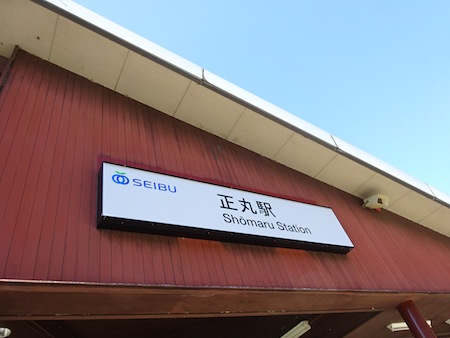 SEIBU
正丸駅
Shōmaru Station